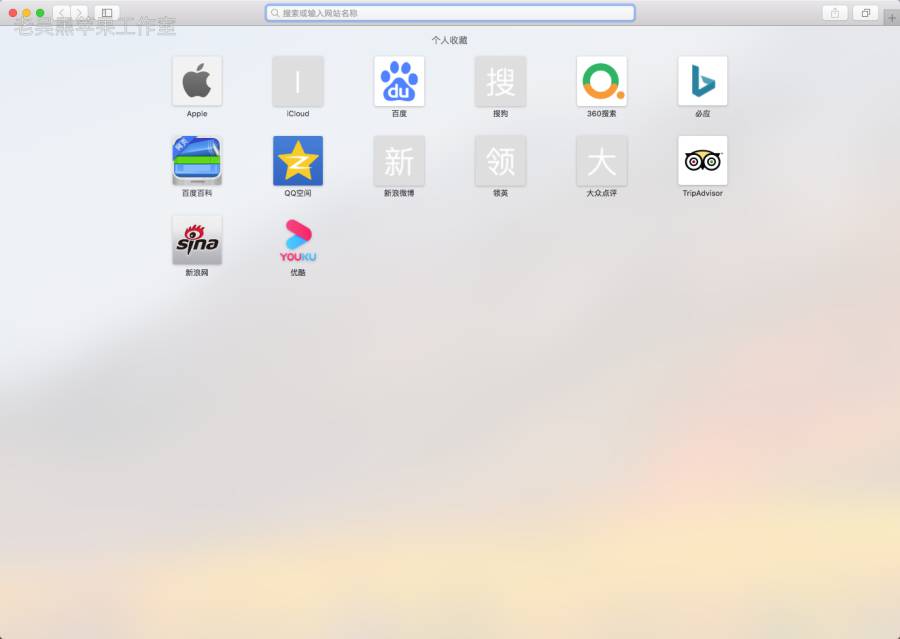 搜索或输入网站名称
老吴黑苹果工作室
个人收藏
I
du
搜
Apple
iCloud
百度
搜狗
360搜索
必应
网页
新
领
大
百度百科
QQ空间
新浪微博
领英
大众点评
TripAdvisor
sina
YOUKU
新浪网
优酷